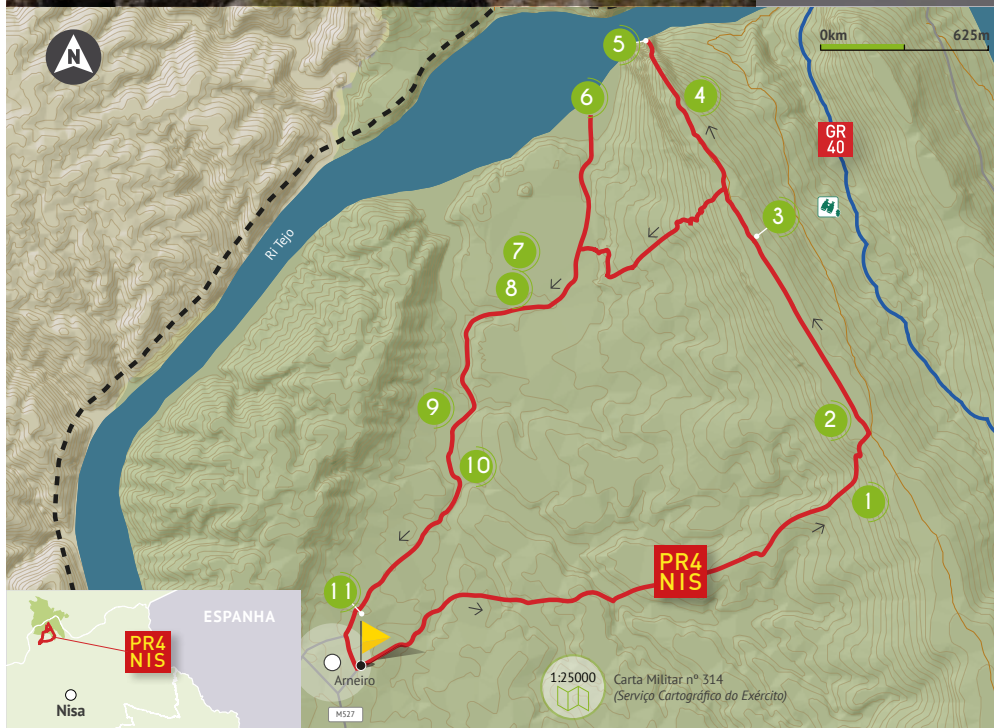 N
0km 625m
5
6
4
GR
40
3
Ri Tejo
7
8
9
2
10
1
PR4
NIS
11
Arneiro
M527
ESPANHA
PR4
NIS
Nisa
1:25000
Carta Militar nº 314
(Serviço Cartográfico do Exército)